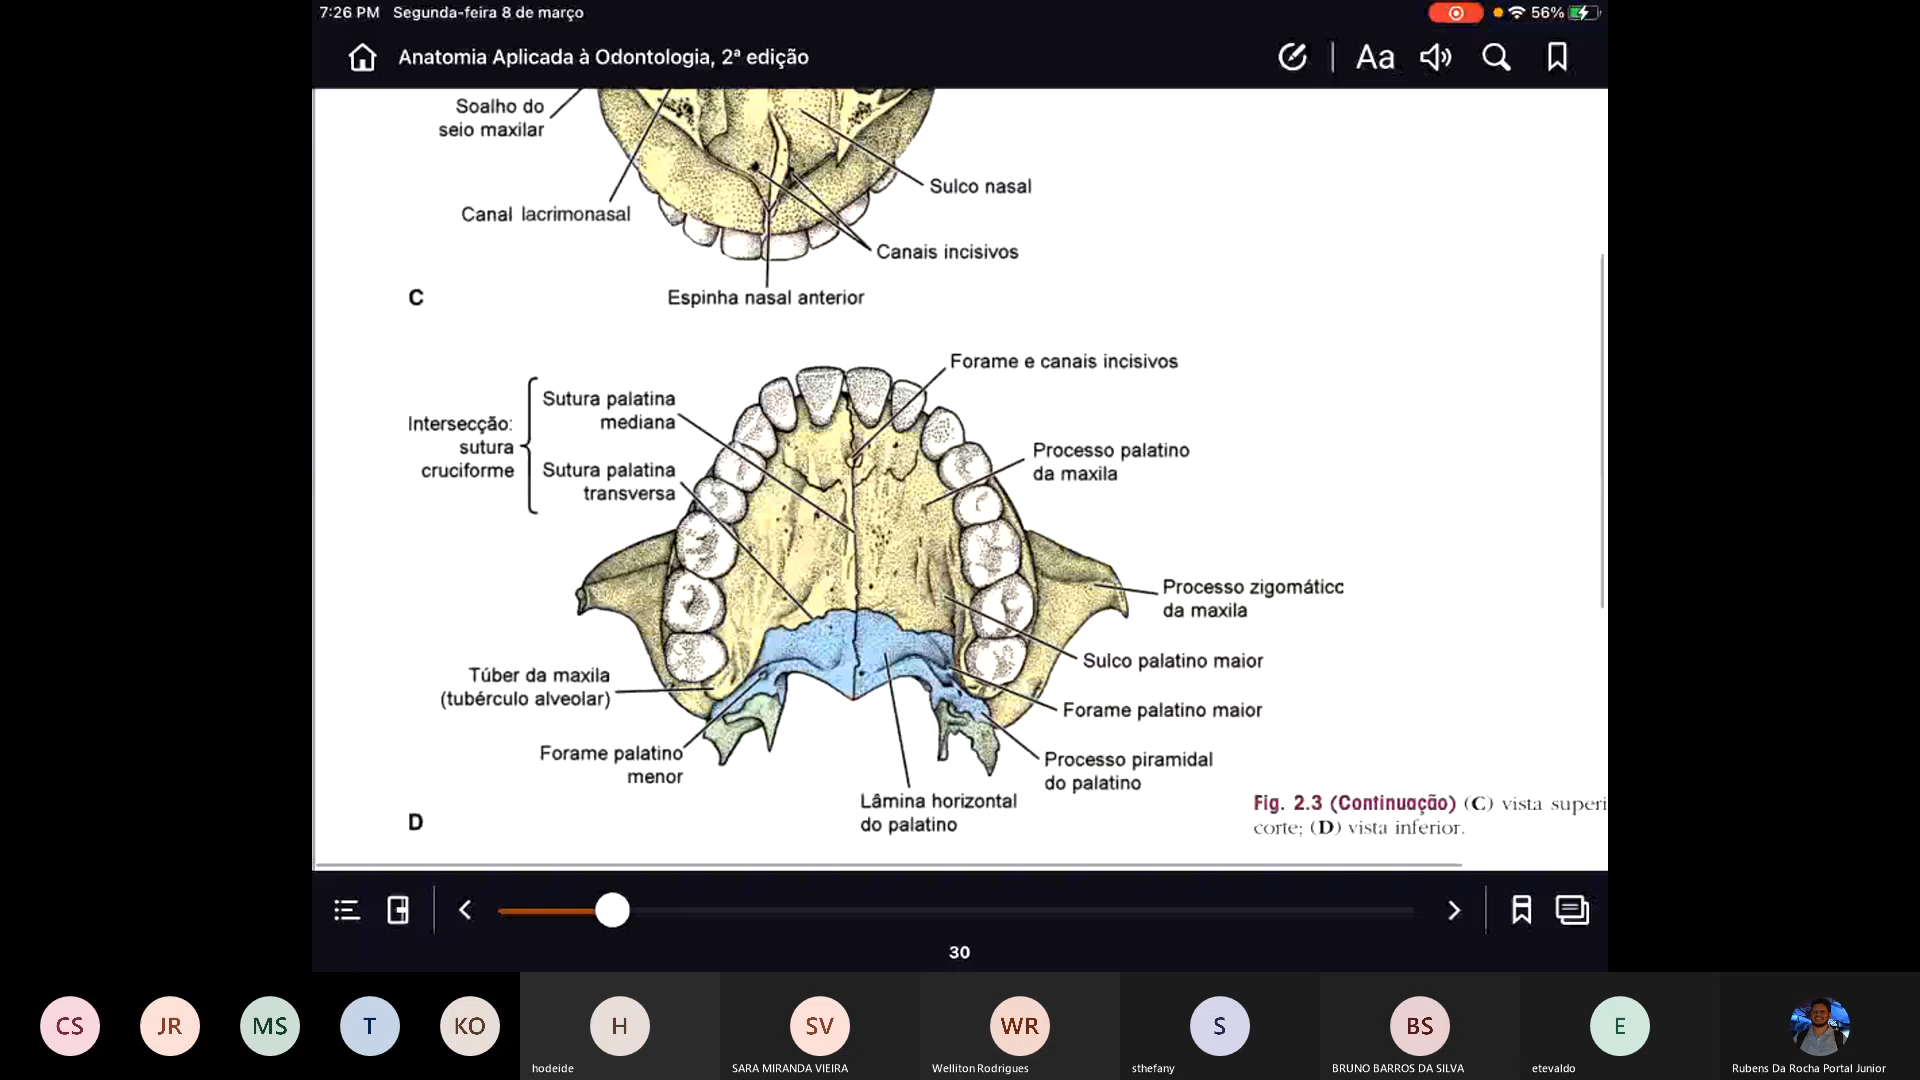 7:26 PM Segunda-feira 8 de março
56%
Anatomia Aplicada à Odontologia, 2ª edição
Aa
Soalho do
seio maxilar
Sulco nasal
Canal lacrimonasal
Canais incisivos
C
Espinha nasal anterior
Forame e canais incisivos
Sutura palatina
mediana
Intersecção:
sutura
cruciforme
Sutura palatina
transversa
Processo palatino
da maxila
Processo zigomátic
da maxila
Sulco palatino maior
Túber da maxila
(tubérculo alveolar)
Forame palatino maior
Forame palatino
menor
Processo piramidal
do palatino
Lâmina horizontal
do palatino
D
Fig. 2.3 (Continuação) (C) vista superi
corte; (D) vista inferior.
30
CS
JR
MS
T
KO
H
hodeide
SV
SARA MIRANDA VIEIRA
WR
Welliton Rodrigues
S
sthefany
BS
BRUNO BARROS DA SILVA
E
etevaldo
Rubens Da Rocha Portal Junior